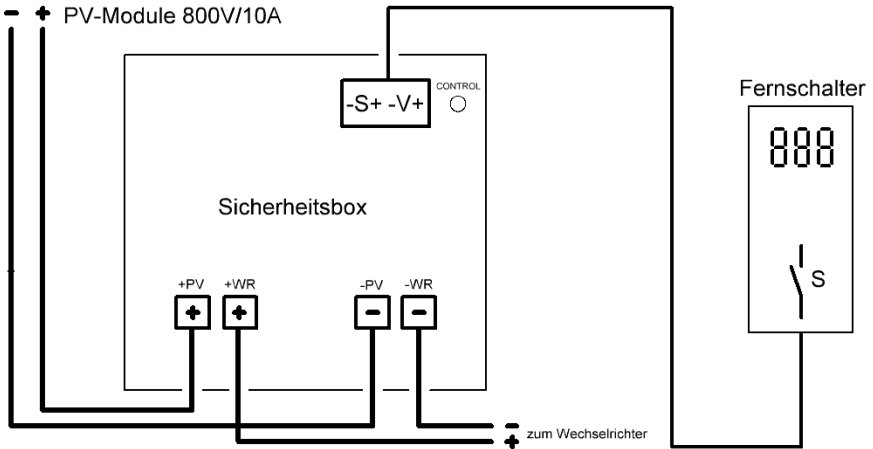 - + PV-Module 800V/10A
CONTROL
-S+ -V+
Fernschalter
888
Sicherheitsbox
+PV +WR -PV -WR
+ + - -
S
-
+ zum Wechselrichter